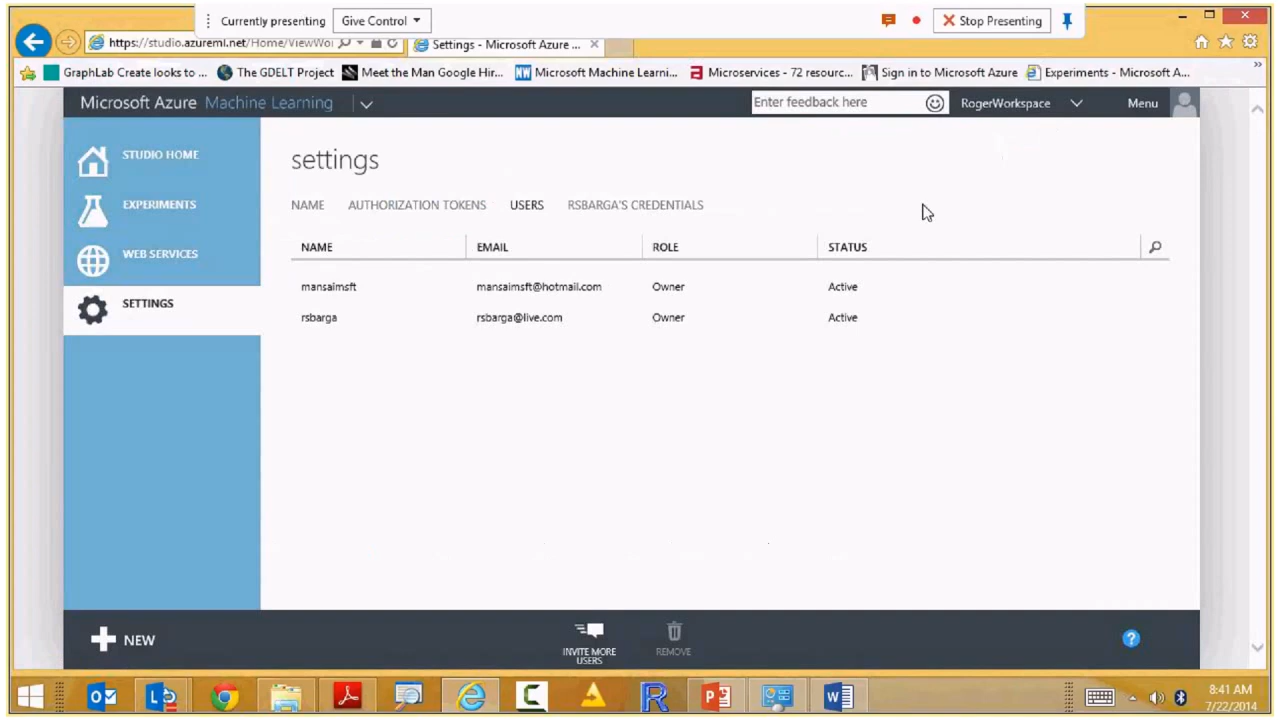 Currently presenting Give Control Stop Presenting
https://studio.azureml.net/Home/ViewWo Settings - Microsoft Azure ...
GraphLab Create looks to ... The GDELT Project Meet the Man Google Hir... Microsoft Machine Learni... Microservices - 72 resourc... Sign in to Microsoft Azure Experiments - Microsoft A...
Microsoft Azure Machine Learning Enter feedback here RogerWorkspace Menu
STUDIO HOME
EXPERIMENTS
WEB SERVICES
SETTINGS
settings
NAME AUTHORIZATION TOKENS USERS RSBARGA'S CREDENTIALS
NAME EMAIL ROLE STATUS
mansaimsft mansaimsft@hotmail.com Owner Active
rsbarga rsbarga@live.com Owner Active
NEW
INVITE MORE
USERS
REMOVE
8:41 AM
7/22/2014